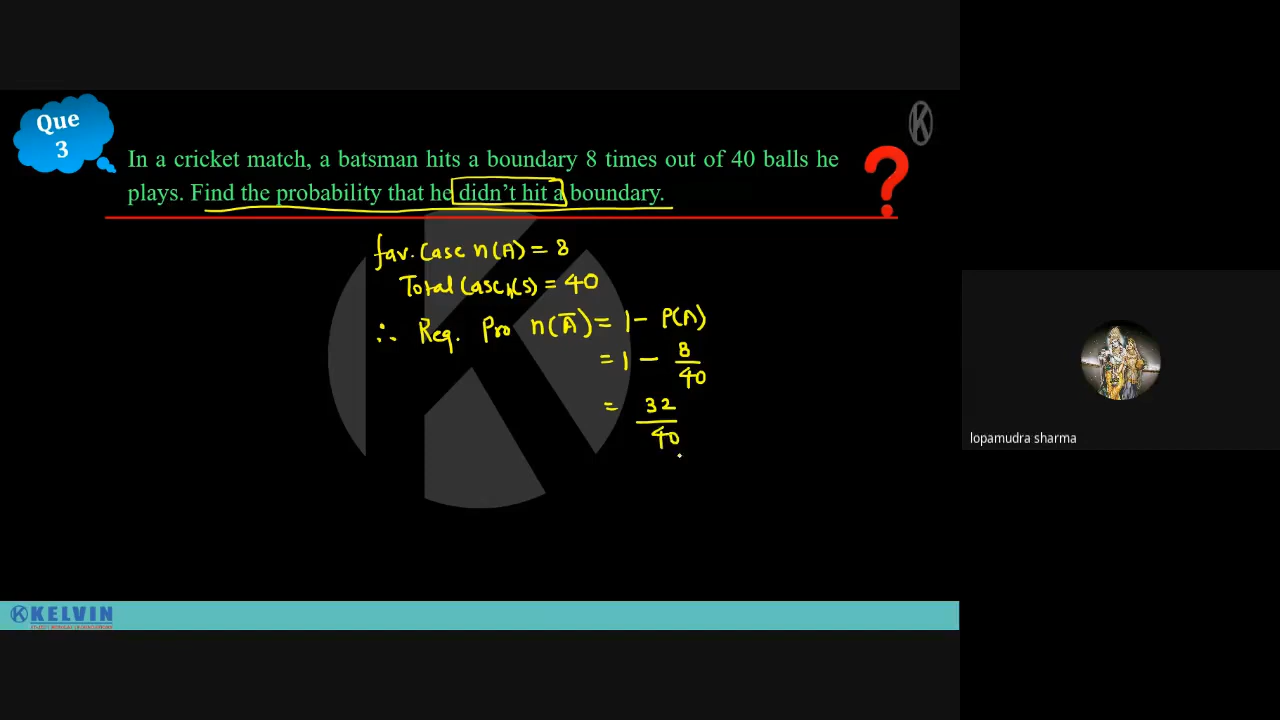 Que
3
In a cricket match, a batsman hits a boundary 8 times out of 40 balls he
plays. Find the probability that he didn't hit a boundary.
fav. Case n(A) = 8
Total Case n(S) = 40
∴ Req. Pro n(A̅) = 1 - P(A)
= 1 - 8/40
= 32/40
lopamudra sharma
KELVIN